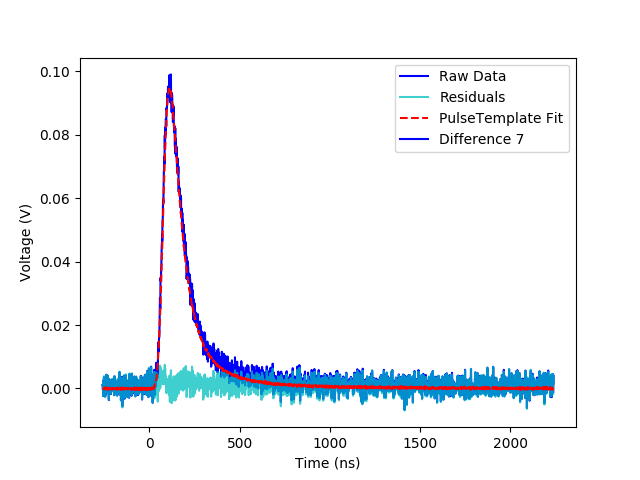 Raw Data
Residuals
PulseTemplate Fit
Difference 7
0.10
0.08
0.06
0.04
0.02
0.00
Voltage (V)
0
500
1000
1500
2000
Time (ns)